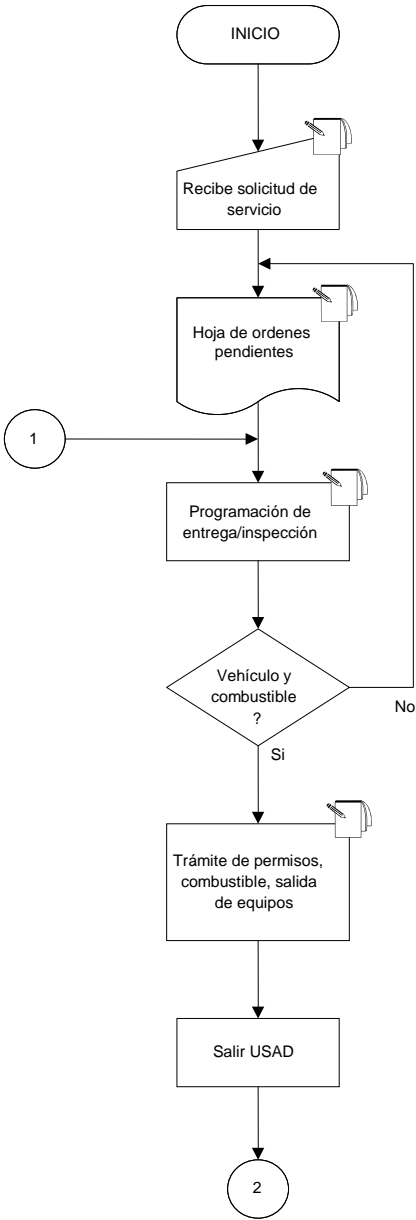 INICIO
Recibe solicitud de
servicio
Hoja de ordenes
pendientes
1
Programación de
entrega/inspección
Vehículo y
combustible
?
No
Si
Trámite de permisos,
combustible, salida
de equipos
Salir USAD
2